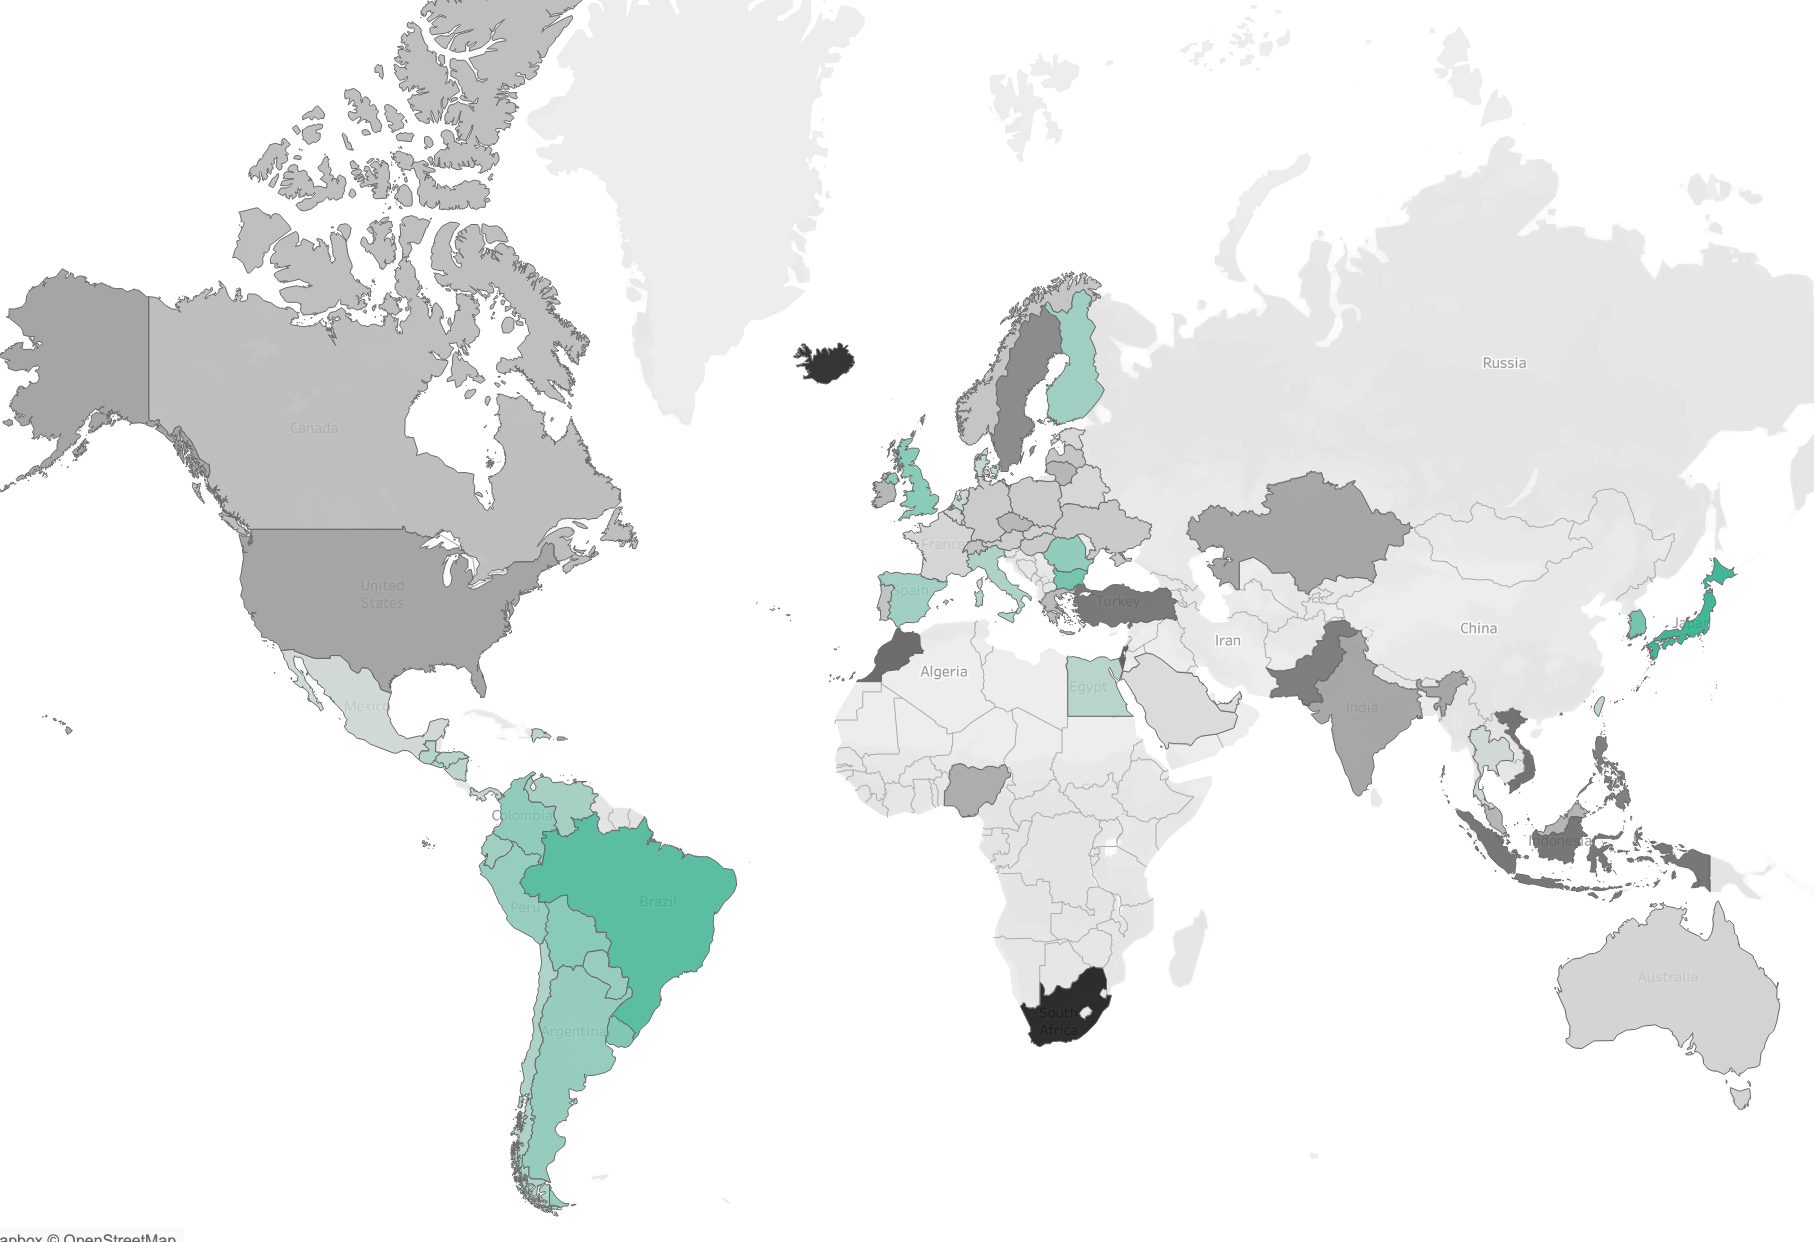 Russia
Canada
France
United
States
Spain
Turkey
Japan
China
Iran
Algeria
Egypt
Mexico
India
Colombia
Indonesia
Brazil
Peru
Australia
South
Africa
Argentina
apbox © OpenStreetMap